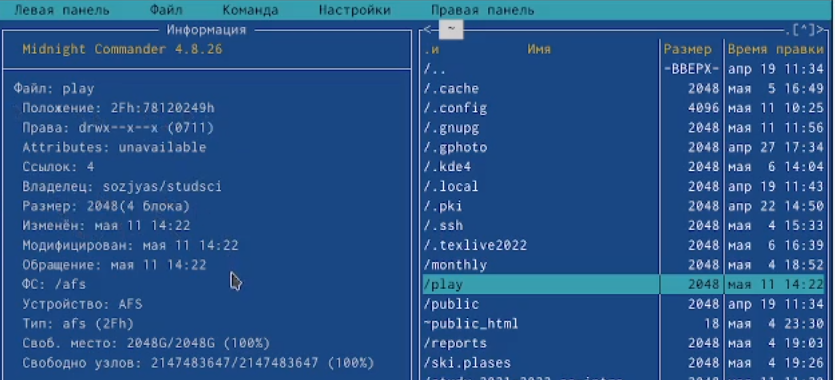 Левая панель Файл Команда Настройки Правая панель
Информация
Midnight Commander 4.8.26
Файл: play
Положение: 2Fh:78120249h
Права: drwx--x--x (0711)
Attributes: unavailable
Ссылок: 4
Владелец: sozjyas/studsci
Размер: 2048(4 блока)
Изменён: мая 11 14:22
Модифицирован: мая 11 14:22
Обращение: мая 11 14:22
ФС: /afs
Устройство: AFS
Тип: afs (2Fh)
Своб. место: 2048G/2048G (100%)
Свободно узлов: 2147483647/2147483647 (100%)
<- ~ .[^]>
.и Имя Размер Время правки
/.. -ВВЕРХ- апр 19 11:34
/.cache 2048 мая 5 16:49
/.config 4096 мая 11 10:25
/.gnupg 2048 мая 11 11:56
/.gphoto 2048 апр 27 17:34
/.kde4 2048 мая 6 14:04
/.local 2048 апр 19 11:43
/.pki 2048 апр 22 14:50
/.ssh 2048 мая 4 15:33
/.texlive2022 2048 мая 6 16:39
/monthly 2048 мая 4 18:52
/play 2048 мая 11 14:22
/public 2048 апр 19 11:34
~public_html 18 мая 4 23:30
/reports 2048 мая 4 19:03
/ski.plases 2048 мая 4 19:26